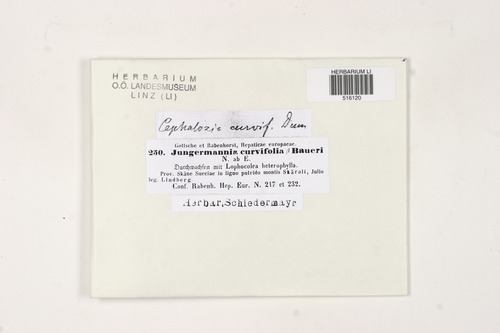 HERBARIUM
O.Ö. LANDESMUSEUM
LINZ (LI)
HERBARIUM LI
516120
Cephalozia curvif. Dum
Gottsche et Rabenhorst, Hepaticae europaeae.
250. Jungermannia curvifolia β Baueri
N. ab E.
Durchwachsen mit Lophocolea heterophylla.
Prov. Skåne Sueciae in ligno putrido montis Skäroli, Julio
leg. Lindberg.
Conf. Rabenh. Hep. Eur. N. 217 et 232.
Herbar. Schiedermayr